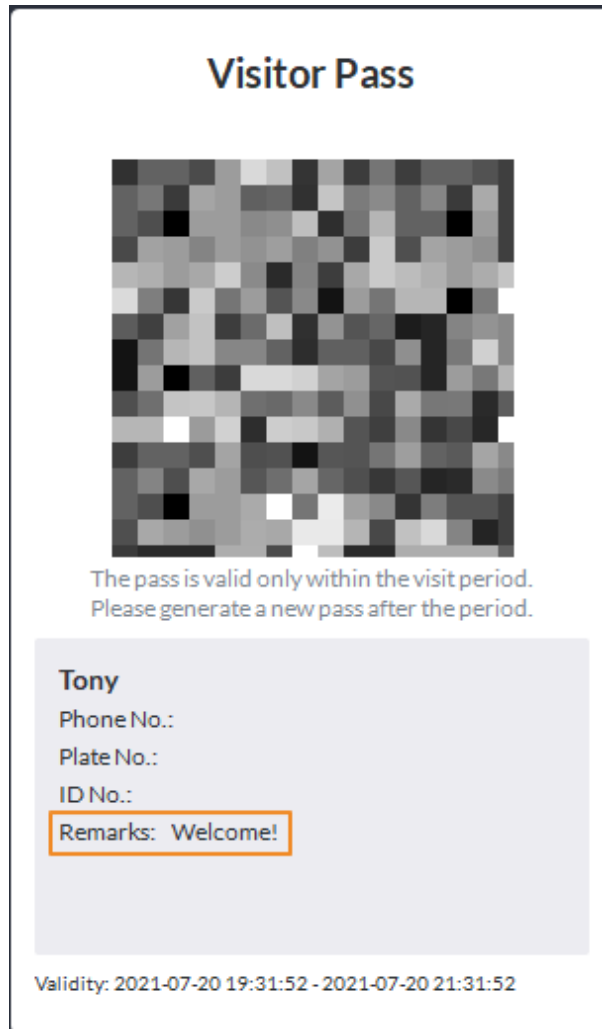 Visitor Pass
The pass is valid only within the visit period.
Please generate a new pass after the period.
Tony
Phone No.:
Plate No.:
ID No.:
Remarks: Welcome!
Validity: 2021-07-20 19:31:52 - 2021-07-20 21:31:52